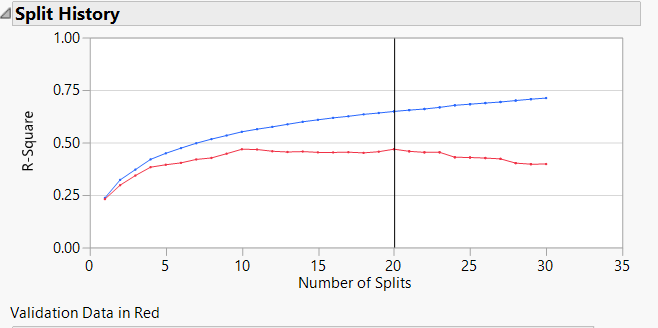 Split History
1.00
0.75
0.50
0.25
0.00
R-Square
0 5 10 15 20 25 30 35
Number of Splits
Validation Data in Red